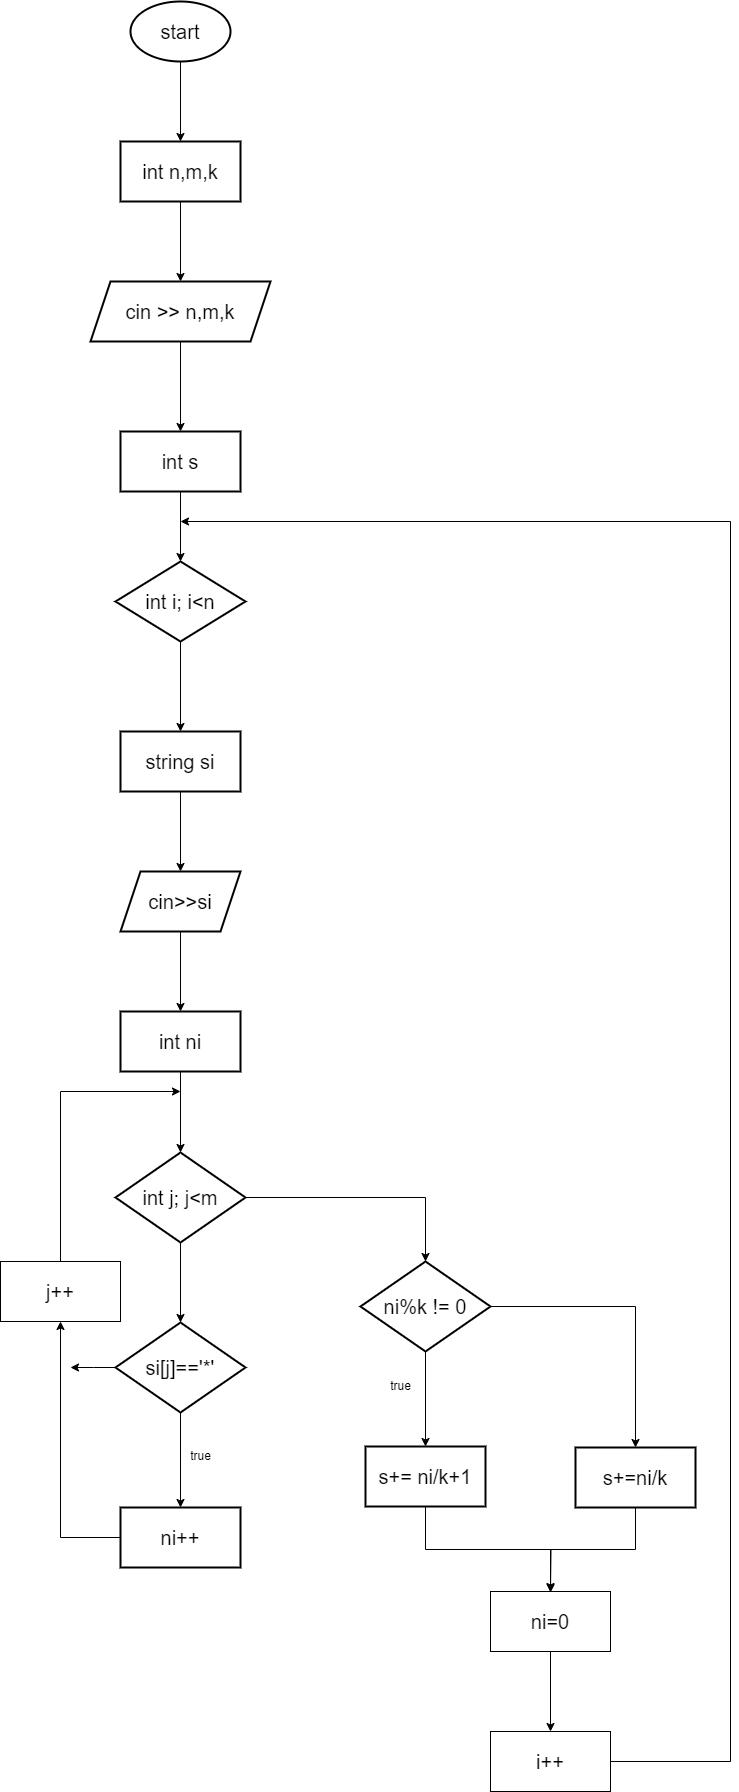 start
int n,m,k
cin >> n,m,k
int s
int i; i<n
string si
cin>>si
int ni
int j; j<m
j++
si[j]=='*'
true
ni++
ni%k != 0
true
s+= ni/k+1
s+=ni/k
ni=0
i++